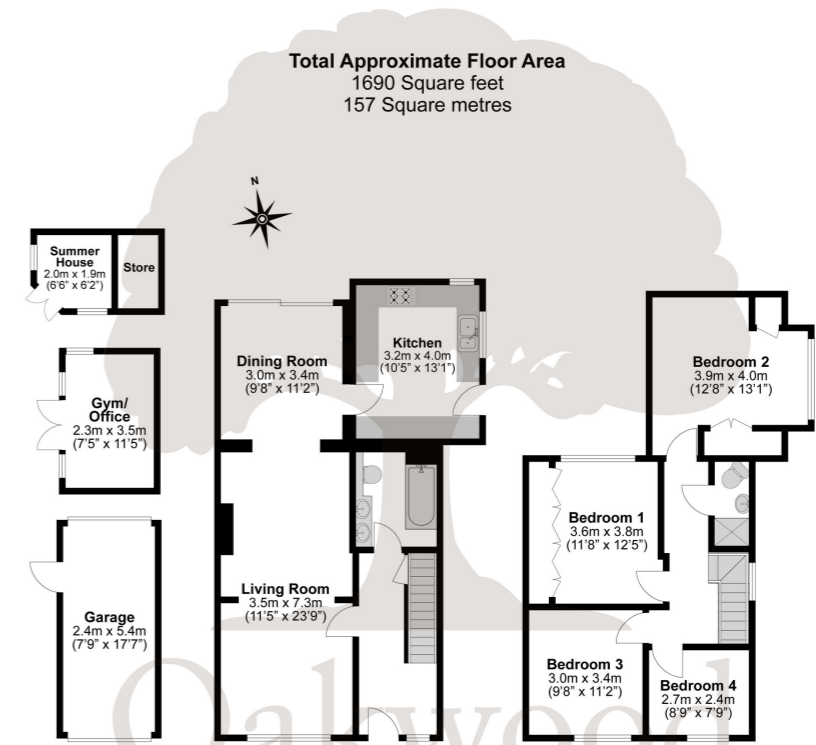 Total Approximate Floor Area
1690 Square feet
157 Square metres
N
Summer
House
2.0m x 1.9m
(6'6" x 6'2")
Store
Gym/
Office
2.3m x 3.5m
(7'5" x 11'5")
Garage
2.4m x 5.4m
(7'9" x 17'7")
Dining Room
3.0m x 3.4m
(9'8" x 11'2")
Kitchen
3.2m x 4.0m
(10'5" x 13'1")
Living Room
3.5m x 7.3m
(11'5" x 23'9")
Bedroom 2
3.9m x 4.0m
(12'8" x 13'1")
Bedroom 1
3.6m x 3.8m
(11'8" x 12'5")
Bedroom 3
3.0m x 3.4m
(9'8" x 11'2")
Bedroom 4
2.7m x 2.4m
(8'9" x 7'9")
Oakwood